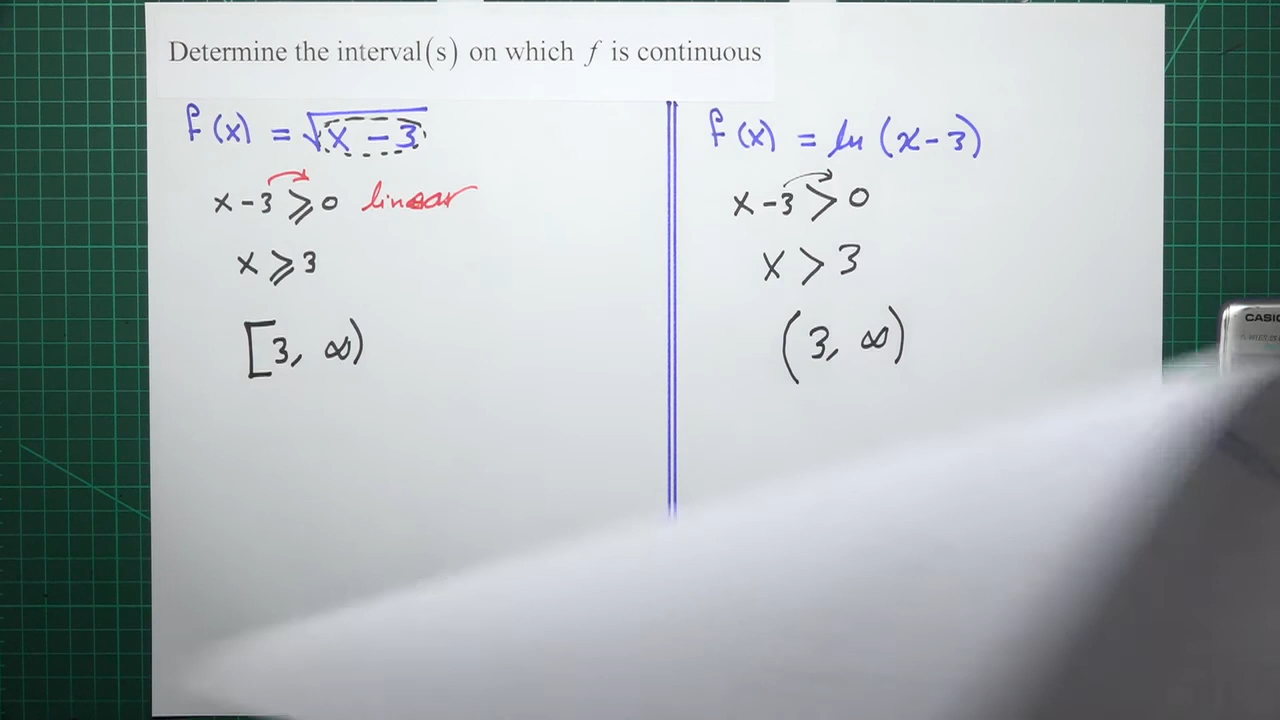 Determine the interval(s) on which f is continuous
f(x) = √(x - 3)
x - 3 ⩾ 0 linear
x ⩾ 3
[3, ∞)
f(x) = ln (x - 3)
x - 3 > 0
x > 3
(3, ∞)